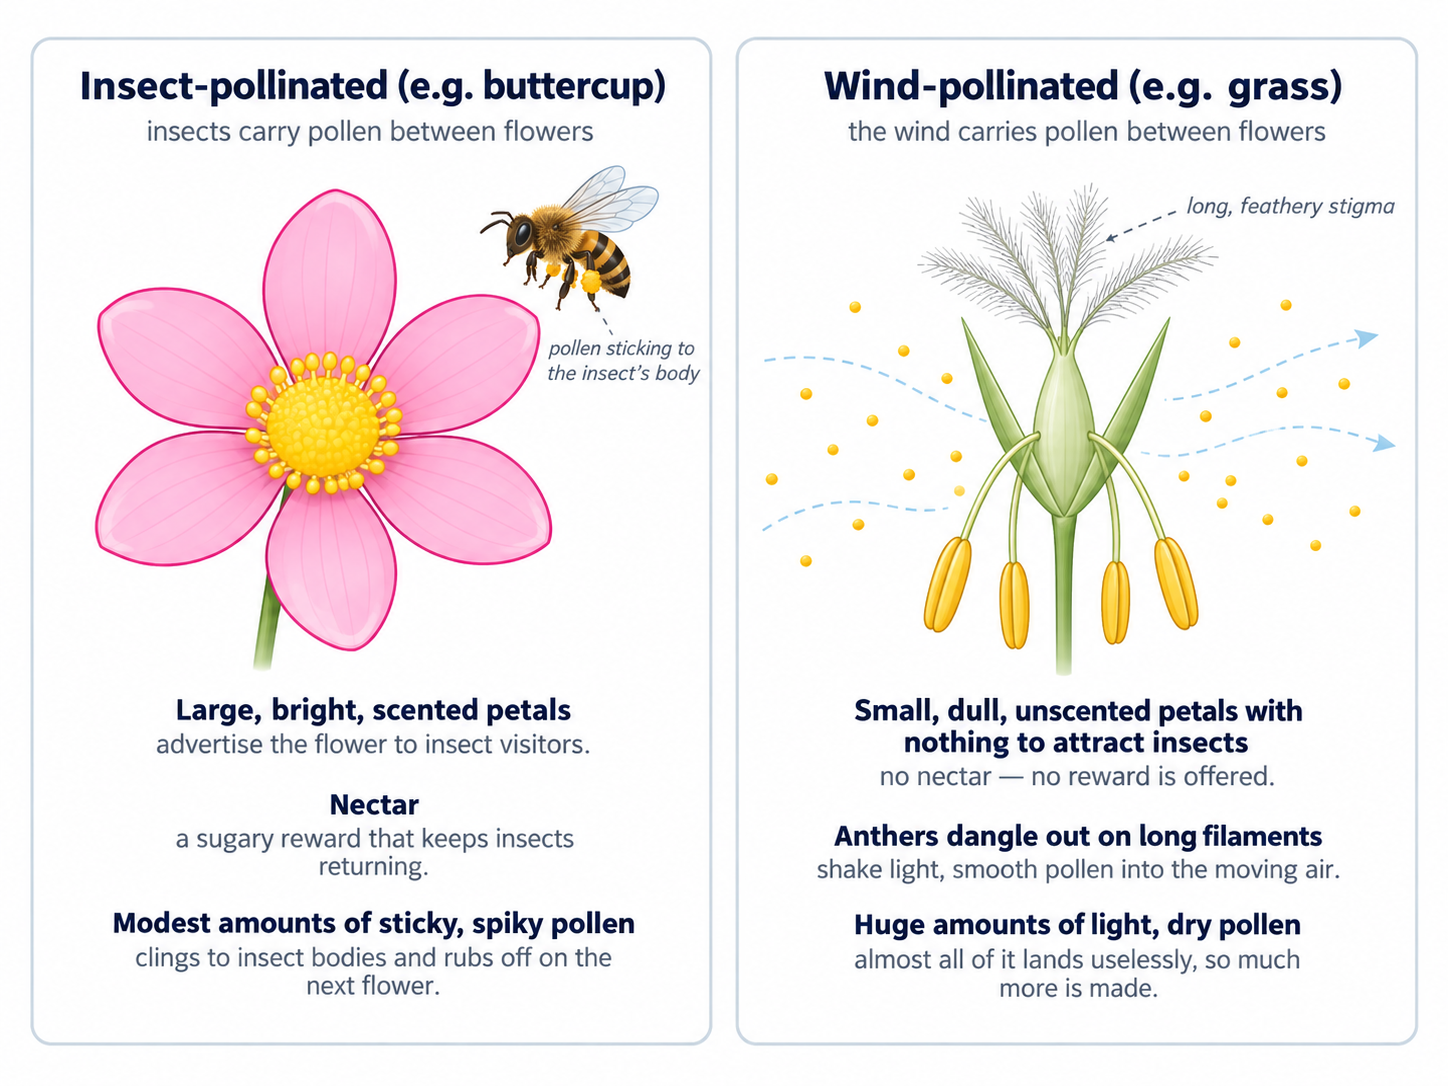 Insect-pollinated (e.g. buttercup)
insects carry pollen between flowers
pollen sticking to
the insect's body
Large, bright, scented petals
advertise the flower to insect visitors.
Nectar
a sugary reward that keeps insects
returning.
Modest amounts of sticky, spiky pollen
clings to insect bodies and rubs off on the
next flower.
Wind-pollinated (e.g. grass)
the wind carries pollen between flowers
long, feathery stigma
Small, dull, unscented petals with
nothing to attract insects
no nectar — no reward is offered.
Anthers dangle out on long filaments
shake light, smooth pollen into the moving air.
Huge amounts of light, dry pollen
almost all of it lands uselessly, so much
more is made.